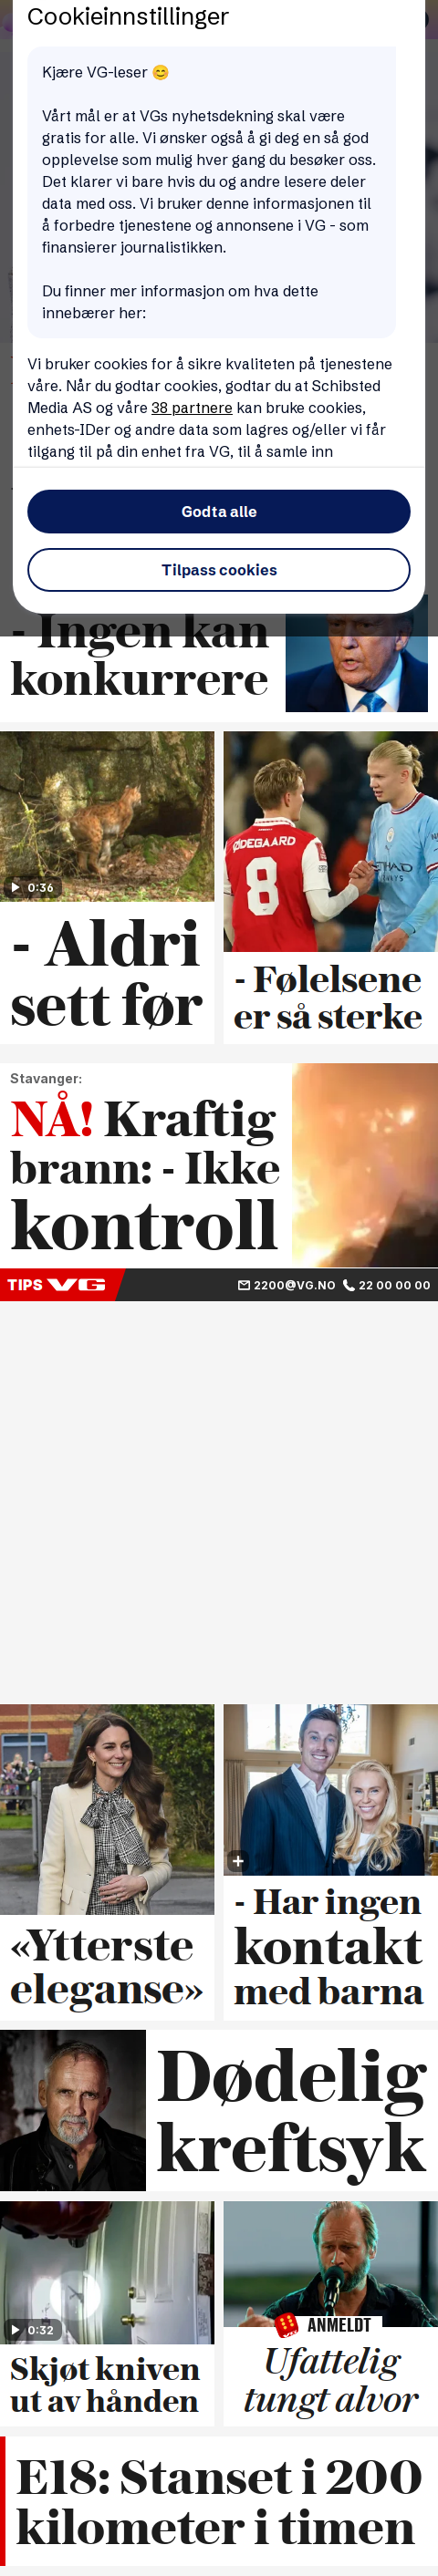 Cookieinnstillinger
Kjære VG-leser 😊
Vårt mål er at VGs nyhetsdekning skal være
gratis for alle. Vi ønsker også å gi deg en så god
opplevelse som mulig hver gang du besøker oss.
Det klarer vi bare hvis du og andre lesere deler
data med oss. Vi bruker denne informasjonen til
å forbedre tjenestene og annonsene i VG - som
finansierer journalistikken.
Du finner mer informasjon om hva dette
innebærer her:
Vi bruker cookies for å sikre kvaliteten på tjenestene
våre. Når du godtar cookies, godtar du at Schibsted
Media AS og våre 38 partnere kan bruke cookies,
enhets-IDer og andre data som lagres og/eller vi får
tilgang til på din enhet fra VG, til å samle inn
Godta alle
Tilpass cookies
- Ingen kan
konkurrere
0:36
- Aldri
sett før
ØDEGAARD
8
ETIHAD
AIRWAYS
- Følelsene
er så sterke
Stavanger:
NÅ! Kraftig
brann: - Ikke
kontroll
TIPS VG 2200@VG.NO 22 00 00 00
«Ytterste
eleganse»
- Har ingen
kontakt
med barna
Dødelig
kreftsyk
0:32
Skjøt kniven
ut av hånden
ANMELDT
Ufattelig
tungt alvor
E18: Stanset i 200
kilometer i timen